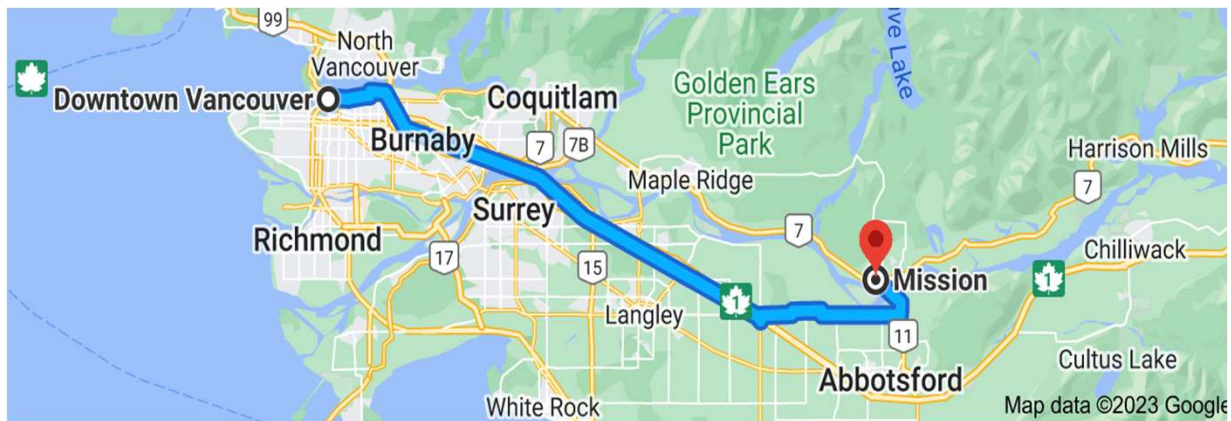 99
North
Vancouver
Downtown Vancouver
Coquitlam
Golden Ears
Provincial
Park
Burnaby
7
7B
Harrison Mills
7
Maple Ridge
Surrey
Richmond
17
15
7
Chilliwack
Mission
1
1
Langley
11
Abbotsford
Cultus Lake
White Rock
Map data ©2023 Google